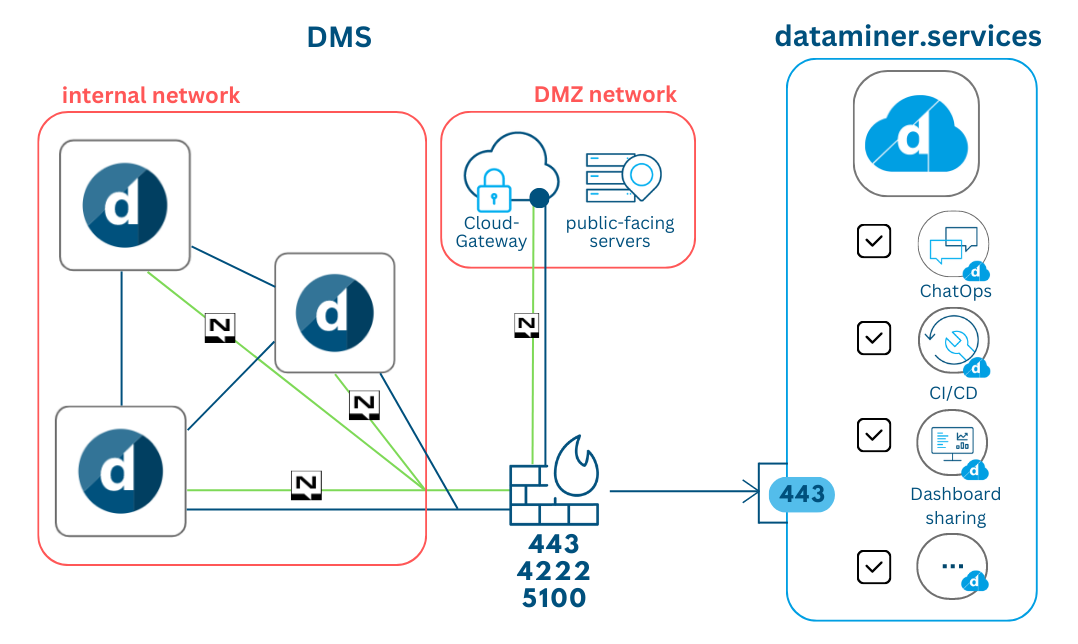 DMS
dataminer.services
internal network
DMZ network
d
d
d
d
Cloud-
Gateway
public-facing
servers
N
N
N
N
443
4222
5100
443
d
ChatOps
d
CI/CD
d
Dashboard
sharing
...
d